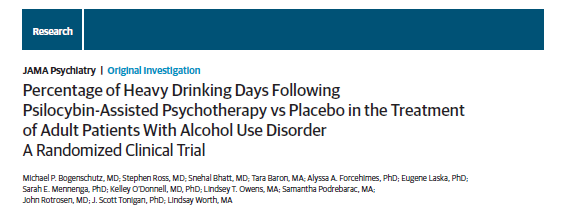 Research
JAMA Psychiatry | Original Investigation
Percentage of Heavy Drinking Days Following
Psilocybin-Assisted Psychotherapy vs Placebo in the Treatment
of Adult Patients With Alcohol Use Disorder
A Randomized Clinical Trial
Michael P. Bogenschutz, MD; Stephen Ross, MD; Snehal Bhatt, MD; Tara Baron, MA; Alyssa A. Forcehimes, PhD; Eugene Laska, PhD;
Sarah E. Mennenga, PhD; Kelley O'Donnell, MD, PhD; Lindsey T. Owens, MA; Samantha Podrebarac, MA;
John Rotrosen, MD; J. Scott Tonigan, PhD; Lindsay Worth, MA